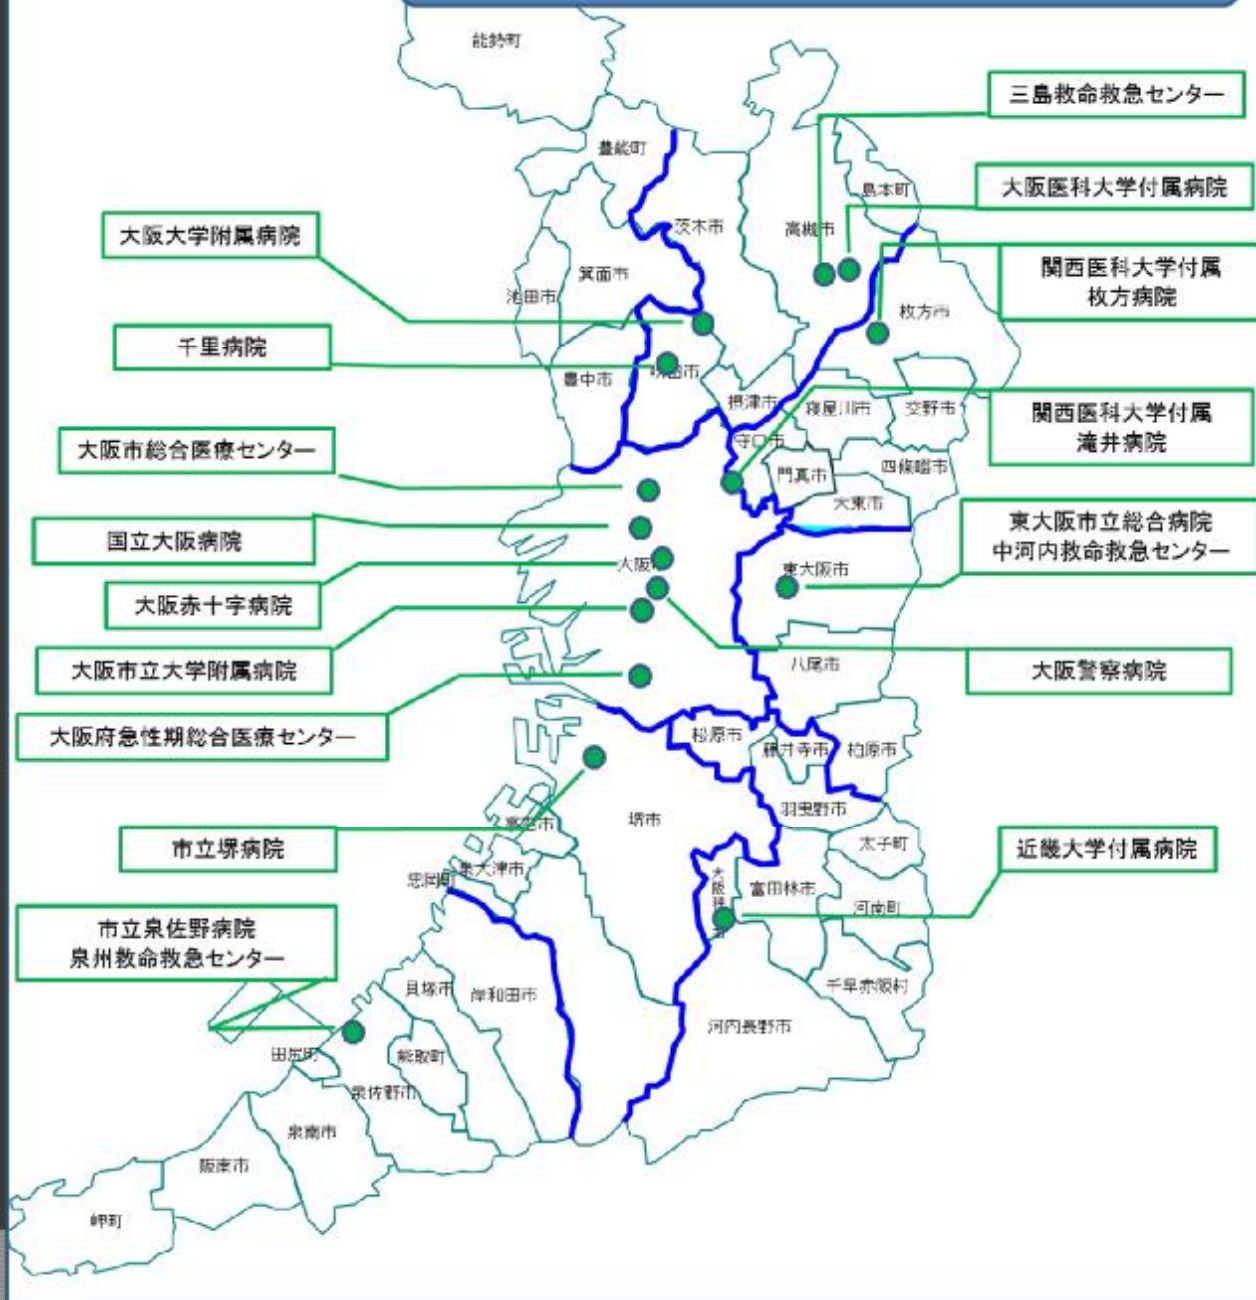 能勢町
三島救命救急センター
豊能町
大阪医科大学付属病院
島本町
大阪大学附属病院
茨木市
高槻市
関西医科大学付属
枚方病院
箕面市
池田市
枚方市
千里病院
豊中市
摂津市
寝屋川市
交野市
関西医科大学付属
滝井病院
大阪市総合医療センター
守口市
門真市
四條畷市
大東市
国立大阪病院
東大阪市立総合病院
中河内救命救急センター
大阪
東大阪市
大阪赤十字病院
大阪市立大学附属病院
八尾市
大阪警察病院
大阪府急性期総合医療センター
松原市
藤井寺市
柏原市
羽曳野市
堺市
市立堺病院
太子町
近畿大学付属病院
泉大津市
忠岡町
富田林市
河南町
市立泉佐野病院
泉州救命救急センター
貝塚市
岸和田市
千早赤阪村
河内長野市
田尻町
熊取町
泉佐野市
泉南市
阪南市
岬町